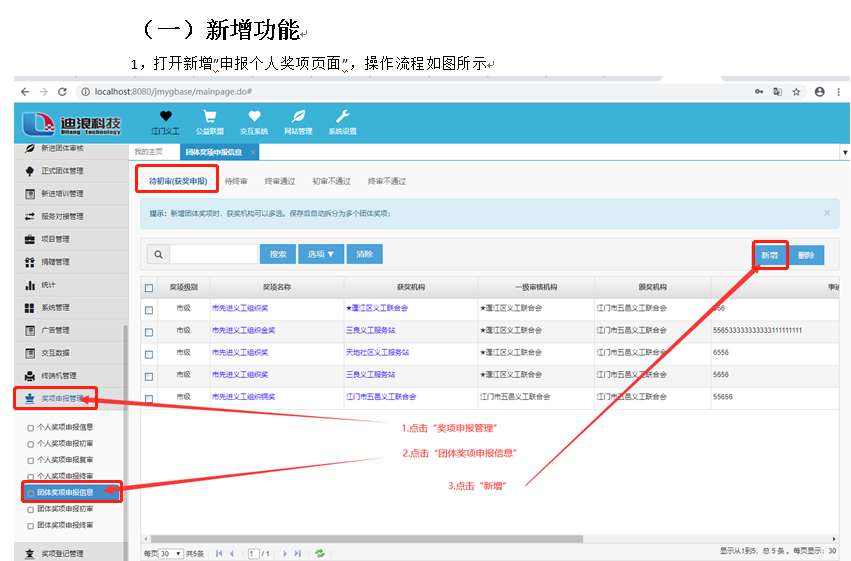 （一）新增功能
1，打开新增"申报个人奖项页面"，操作流程如图所示
localhost:8080/jmygbase/mainpage.do#
迪浪科技
Dilang technology
江门义工 公益联盟 交互系统 网站管理 系统设置
新进团体审核
正式团体管理
新进培训管理
服务对接管理
项目管理
捐赠管理
统计
系统管理
广告管理
交互数据
终端机管理
奖项申报管理
个人奖项申报信息
个人奖项申报初审
个人奖项申报复审
个人奖项申报终审
团体奖项申报信息
团体奖项申报初审
团体奖项申报终审
奖项登记管理
我的主页 团体奖项申报信息 ×
待初审(获奖申报) 待终审 终审通过 初审不通过 终审不通过
提示：新增团体奖项时，获奖机构可以多选。保存后自动拆分为多个团体奖项； ×
搜索 选项 ▼ 清除 新增 删除
奖项级别 奖项名称 获奖机构 一级审核机构 颁奖机构
市级 市先进义工组织奖 ★蓬江区义工联合会 ★蓬江区义工联合会 江门市五邑义工联合会 666
市级 市先进义工组织金奖 三良义工服务站 ★蓬江区义工联合会 江门市五邑义工联合会 55653333333333333111111111
市级 市先进义工组织奖 天地社区义工服务站 ★蓬江区义工联合会 江门市五邑义工联合会 6556
市级 市先进义工组织奖 三良义工服务站 ★蓬江区义工联合会 江门市五邑义工联合会 5656
市级 市先进义工组织铜奖 江门市五邑义工联合会 江门市五邑义工联合会 江门市五邑义工联合会 55656
1.点击“奖项申报管理”
2.点击“团体奖项申报信息”
3.点击“新增”
每页 30 共5条 1 / 1 显示从1到5，总 5 条 。每页显示：30